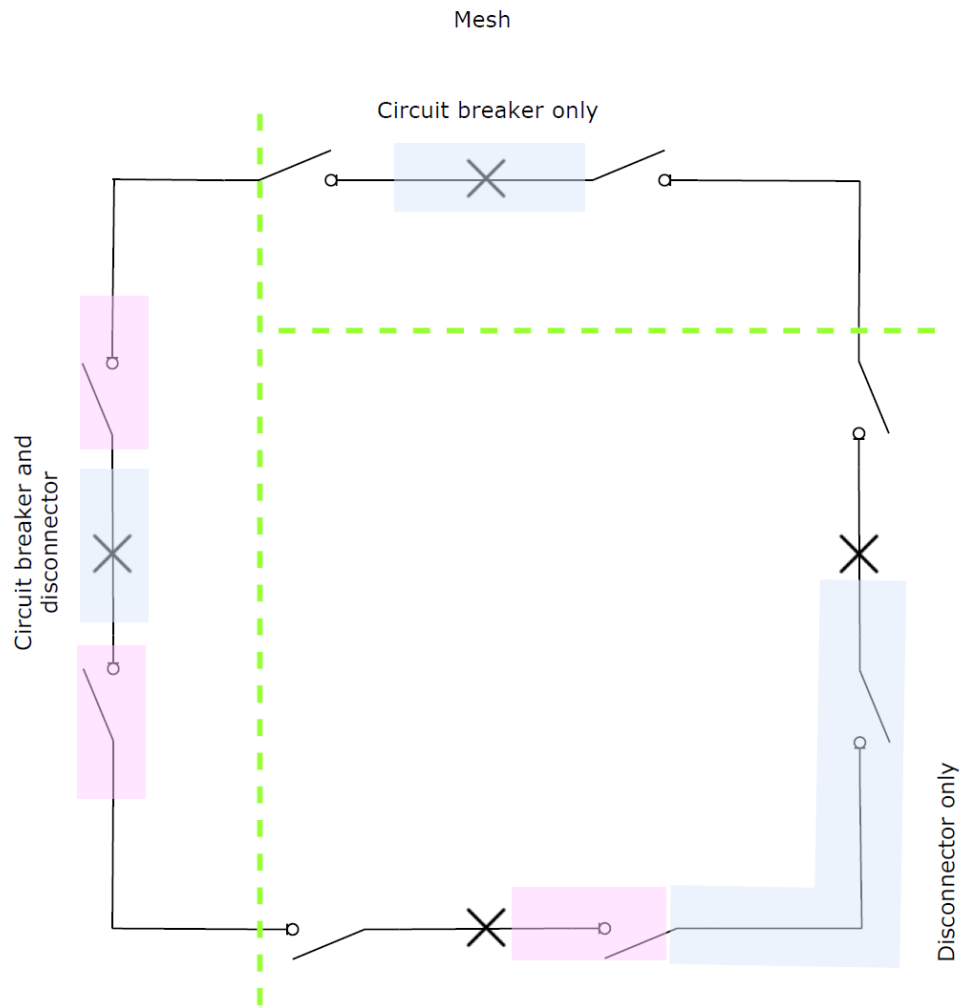 Mesh
Circuit breaker only
Circuit breaker and
disconnector
Disconnector only